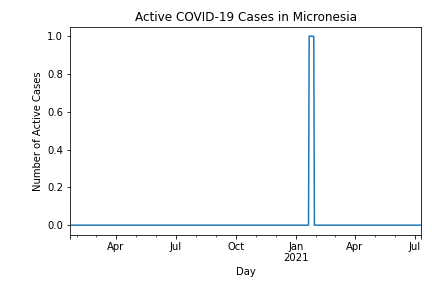 Active COVID-19 Cases in Micronesia
Number of Active Cases
1.0
0.8
0.6
0.4
0.2
0.0
Apr Jul Oct Jan Apr Jul
2021
Day